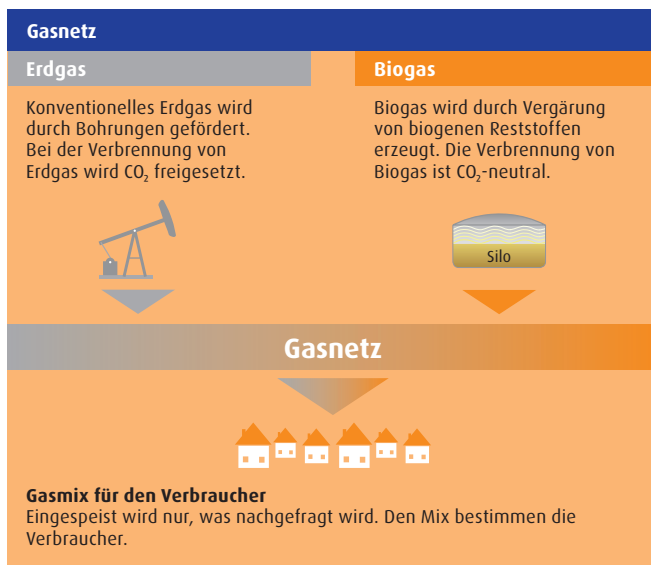 Gasnetz
Erdgas
Konventionelles Erdgas wird
durch Bohrungen gefördert.
Bei der Verbrennung von
Erdgas wird CO₂ freigesetzt.
Biogas
Biogas wird durch Vergärung
von biogenen Reststoffen
erzeugt. Die Verbrennung von
Biogas ist CO₂-neutral.
Silo
Gasnetz
Gasmix für den Verbraucher
Eingespeist wird nur, was nachgefragt wird. Den Mix bestimmen die
Verbraucher.